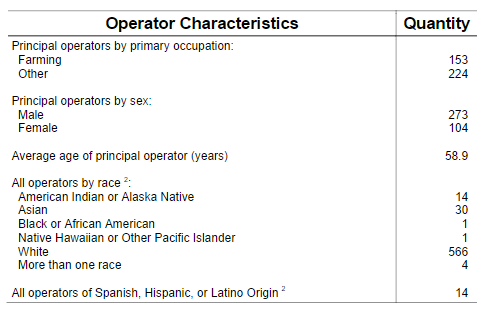 Operator Characteristics Quantity
Principal operators by primary occupation:
Farming 153
Other 224
Principal operators by sex:
Male 273
Female 104
Average age of principal operator (years) 58.9
All operators by race ²:
American Indian or Alaska Native 14
Asian 30
Black or African American 1
Native Hawaiian or Other Pacific Islander 1
White 566
More than one race 4
All operators of Spanish, Hispanic, or Latino Origin ² 14